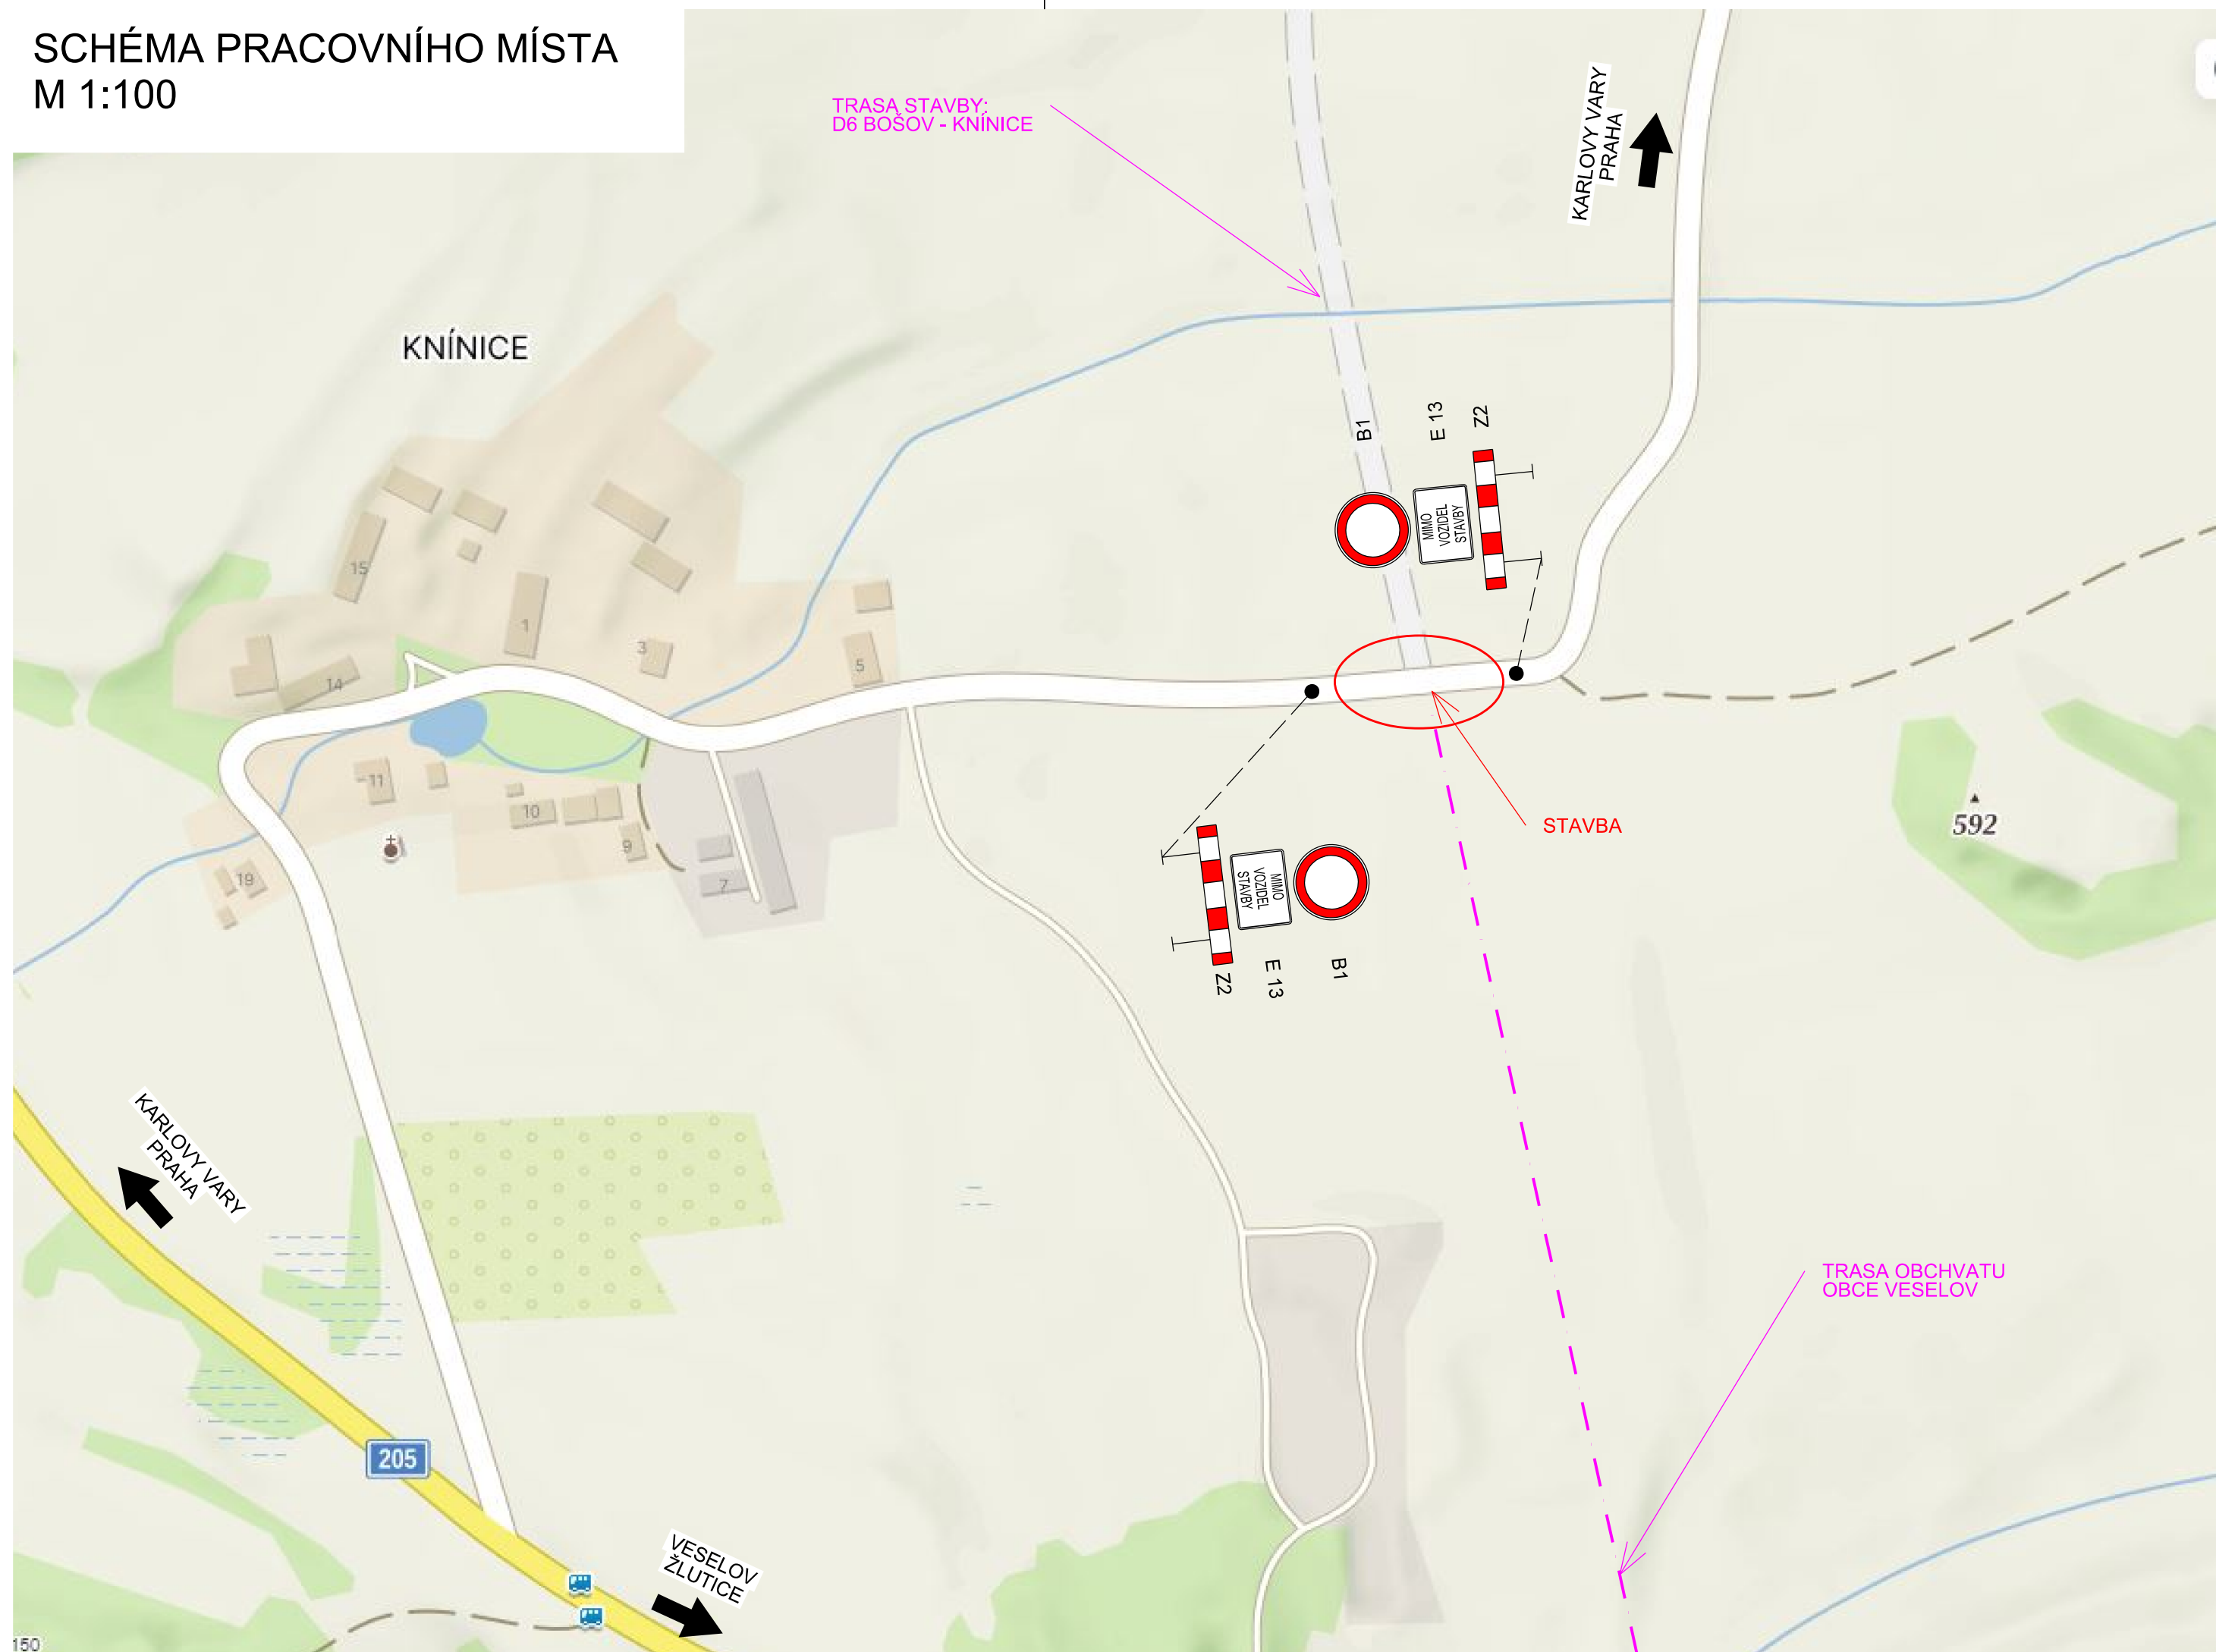 SCHÉMA PRACOVNÍHO MÍSTA
M 1:100
TRASA STAVBY:
D6 BOŠOV - KNÍNICE
KARLOVY VARY
PRAHA
KNÍNICE
B1
E 13
Z2
MIMO
VOZIDEL
STAVBY
15
1
3
5
14
11
10
9
7
19
STAVBA
592
MIMO
VOZIDEL
STAVBY
Z2
E 13
B1
KARLOVY VARY
PRAHA
TRASA OBCHVATU
OBCE VESELOV
205
VESELOV
ŽLUTICE
150